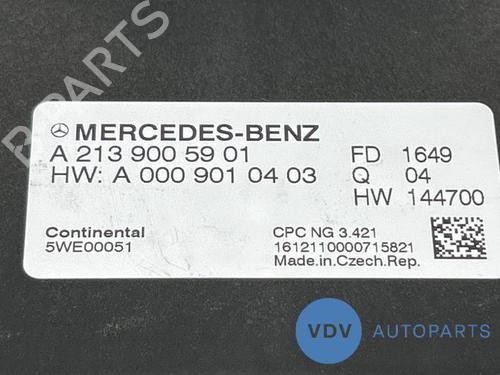 B-PARTS
MERCEDES-BENZ
A 213 900 59 01
HW: A 000 901 04 03
FD 1649
Q 04
HW 144700
Continental
5WE00051
CPC NG 3.421
1612110000715821
Made.in.Czech.Rep.
VDV AUTOPARTS